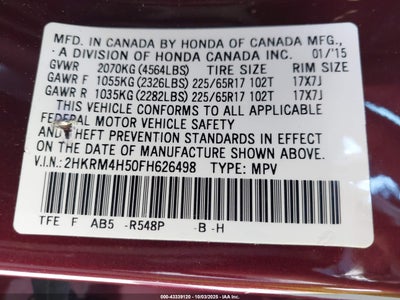 MFD. IN CANADA BY HONDA OF CANADA MFG.,
A DIVISION OF HONDA CANADA INC. 01/'15
GVWR 2070KG (4564LBS) TIRE SIZE RIM SIZE
GAWR F 1055KG (2326LBS) 225/65R17 102T 17X7J
GAWR R 1035KG (2282LBS) 225/65R17 102T 17X7J
THIS VEHICLE CONFORMS TO ALL APPLICABLE
FEDERAL MOTOR VEHICLE SAFETY
AND THEFT PREVENTION STANDARDS IN EFFECT
ON THE DATE OF MANUFACTURE SHOWN ABOVE.
V.I.N.: 2HKRM4H50FH626498 TYPE: MPV
TFE F AB5 -R548P -B -H
000-43339120 - 10/03/2025 - IAA Inc.